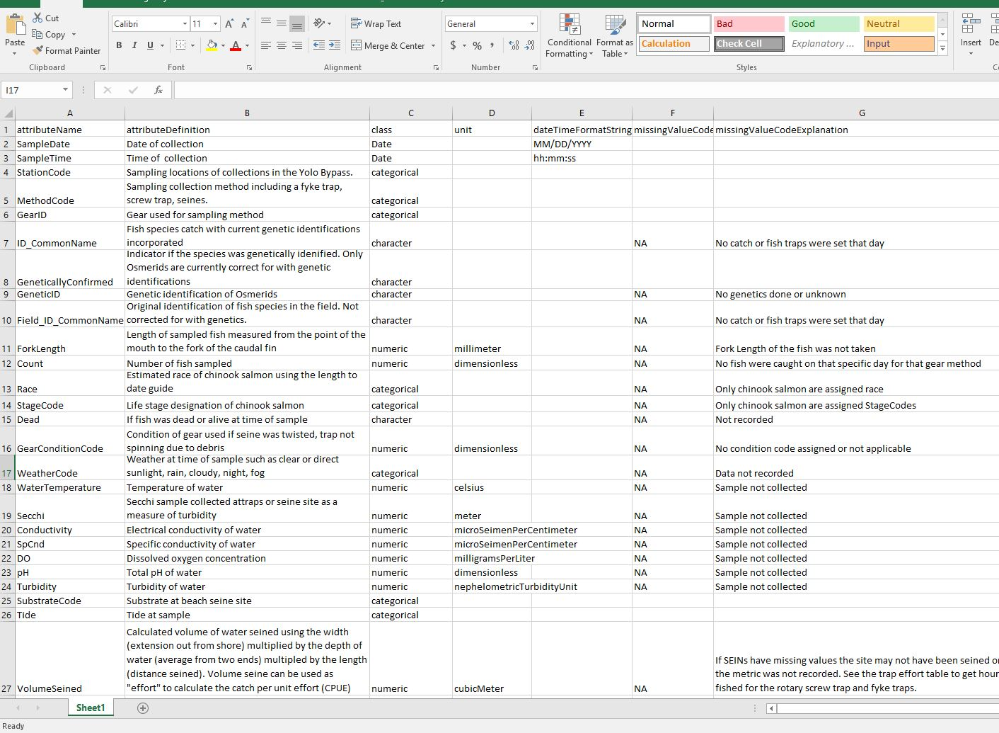 Cut
Copy
Format Painter
Paste
Clipboard
Calibri
11
A A
B I U
A
Font
Wrap Text
Merge & Center
Alignment
General
$ % ,
Number
Conditional
Formatting
Format as
Table
Normal Bad Good Neutral
Calculation Check Cell Explanatory ... Input
Styles
Insert
I17
fx
A B C D E F G
1 attributeName attributeDefinition class unit dateTimeFormatString missingValueCode missingValueCodeExplanation
2 SampleDate Date of collection Date MM/DD/YYYY
3 SampleTime Time of  collection Date hh:mm:ss
4 StationCode Sampling locations of collections in the Yolo Bypass. categorical
Sampling collection method including a fyke trap,
5 MethodCode screw trap, seines. categorical
6 GearID Gear used for sampling method categorical
Fish species catch with current genetic identifications
7 ID_CommonName incorporated character NA No catch or fish traps were set that day
Indicator if the species was genetically idenified. Only
Osmerids are currently correct for with genetic
8 GeneticallyConfirmed identifications character
9 GeneticID Genetic identification of Osmerids character NA No genetics done or unknown
Original identification of fish species in the field. Not
10 Field_ID_CommonName corrected for with genetics. character NA No catch or fish traps were set that day
Length of sampled fish measured from the point of the
11 ForkLength mouth to the fork of the caudal fin numeric millimeter NA Fork Length of the fish was not taken
12 Count Number of fish sampled numeric dimensionless NA No fish were caught on that specific day for that gear method
Estimated race of chinook salmon using the length to
13 Race date guide categorical NA Only chinook salmon are assigned race
14 StageCode Life stage designation of chinook salmon categorical NA Only chinook salmon are assigned StageCodes
15 Dead If fish was dead or alive at time of sample character NA Not recorded
Condition of gear used if seine was twisted, trap not
16 GearConditionCode spinning due to debris numeric dimensionless NA No condition code assigned or not applicable
Weather at time of sample such as clear or direct
17 WeatherCode sunlight, rain, cloudy, night, fog categorical NA Data not recorded
18 WaterTemperature Temperature of water numeric celsius NA Sample not collected
Secchi sample collected attraps or seine site as a
19 Secchi measure of turbidity numeric meter NA Sample not collected
20 Conductivity Electrical conductivity of water numeric microSeimenPerCentimeter NA Sample not collected
21 SpCnd Specific conductivity of water numeric microSeimenPerCentimeter NA Sample not collected
22 DO Dissolved oxygen concentration numeric milligramsPerLiter NA Sample not collected
23 pH Total pH of water numeric dimensionless NA Sample not collected
24 Turbidity Turbidity of water numeric nephelometricTurbidityUnit NA Sample not collected
25 SubstrateCode Substrate at beach seine site categorical
26 Tide Tide at sample categorical
Calculated volume of water seined using the width
(extension out from shore) multiplied by the depth of
water (average from two ends) multipled by the length If SEINs have missing values the site may not have been seined or
(distance seined). Volume seine can be used as the metric was not recorded. See the trap effort table to get hour
27 VolumeSeined "effort" to calculate the catch per unit effort (CPUE) numeric cubicMeter NA fished for the rotary screw trap and fyke traps.
Sheet1
Ready